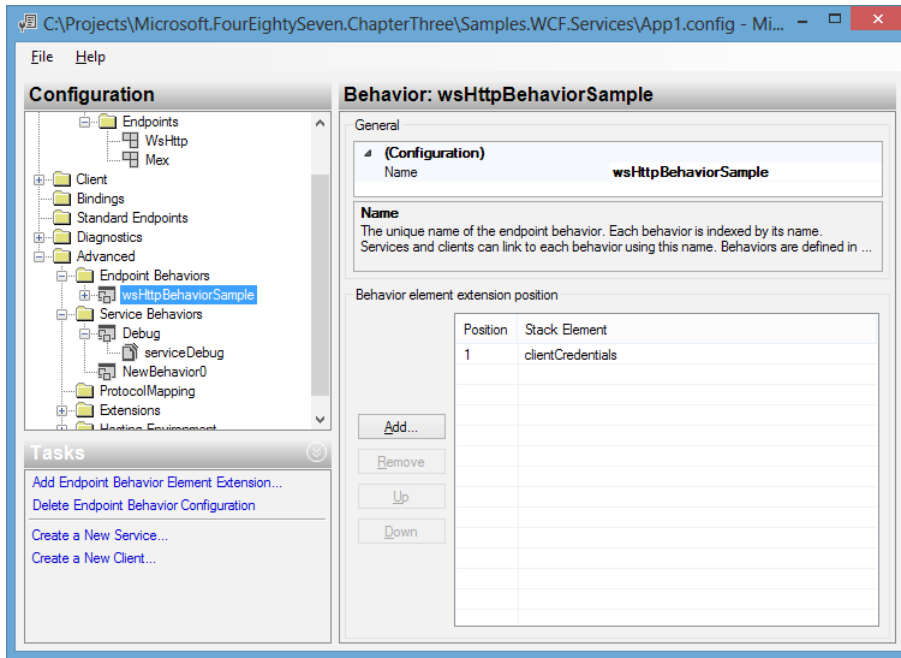 C:\Projects\Microsoft.FourEightySeven.ChapterThree\Samples.WCF.Services\App1.config - Mi...
File Help
Configuration
Endpoints
WsHttp
Mex
Client
Bindings
Standard Endpoints
Diagnostics
Advanced
Endpoint Behaviors
wsHttpBehaviorSample
Service Behaviors
Debug
serviceDebug
NewBehavior0
ProtocolMapping
Extensions
Hosting Environment
Tasks
Add Endpoint Behavior Element Extension...
Delete Endpoint Behavior Configuration
Create a New Service...
Create a New Client...
Behavior: wsHttpBehaviorSample
General
(Configuration)
Name wsHttpBehaviorSample
Name
The unique name of the endpoint behavior. Each behavior is indexed by its name.
Services and clients can link to each behavior using this name. Behaviors are defined in ...
Behavior element extension position
Position Stack Element
1 clientCredentials
Add...
Remove
Up
Down